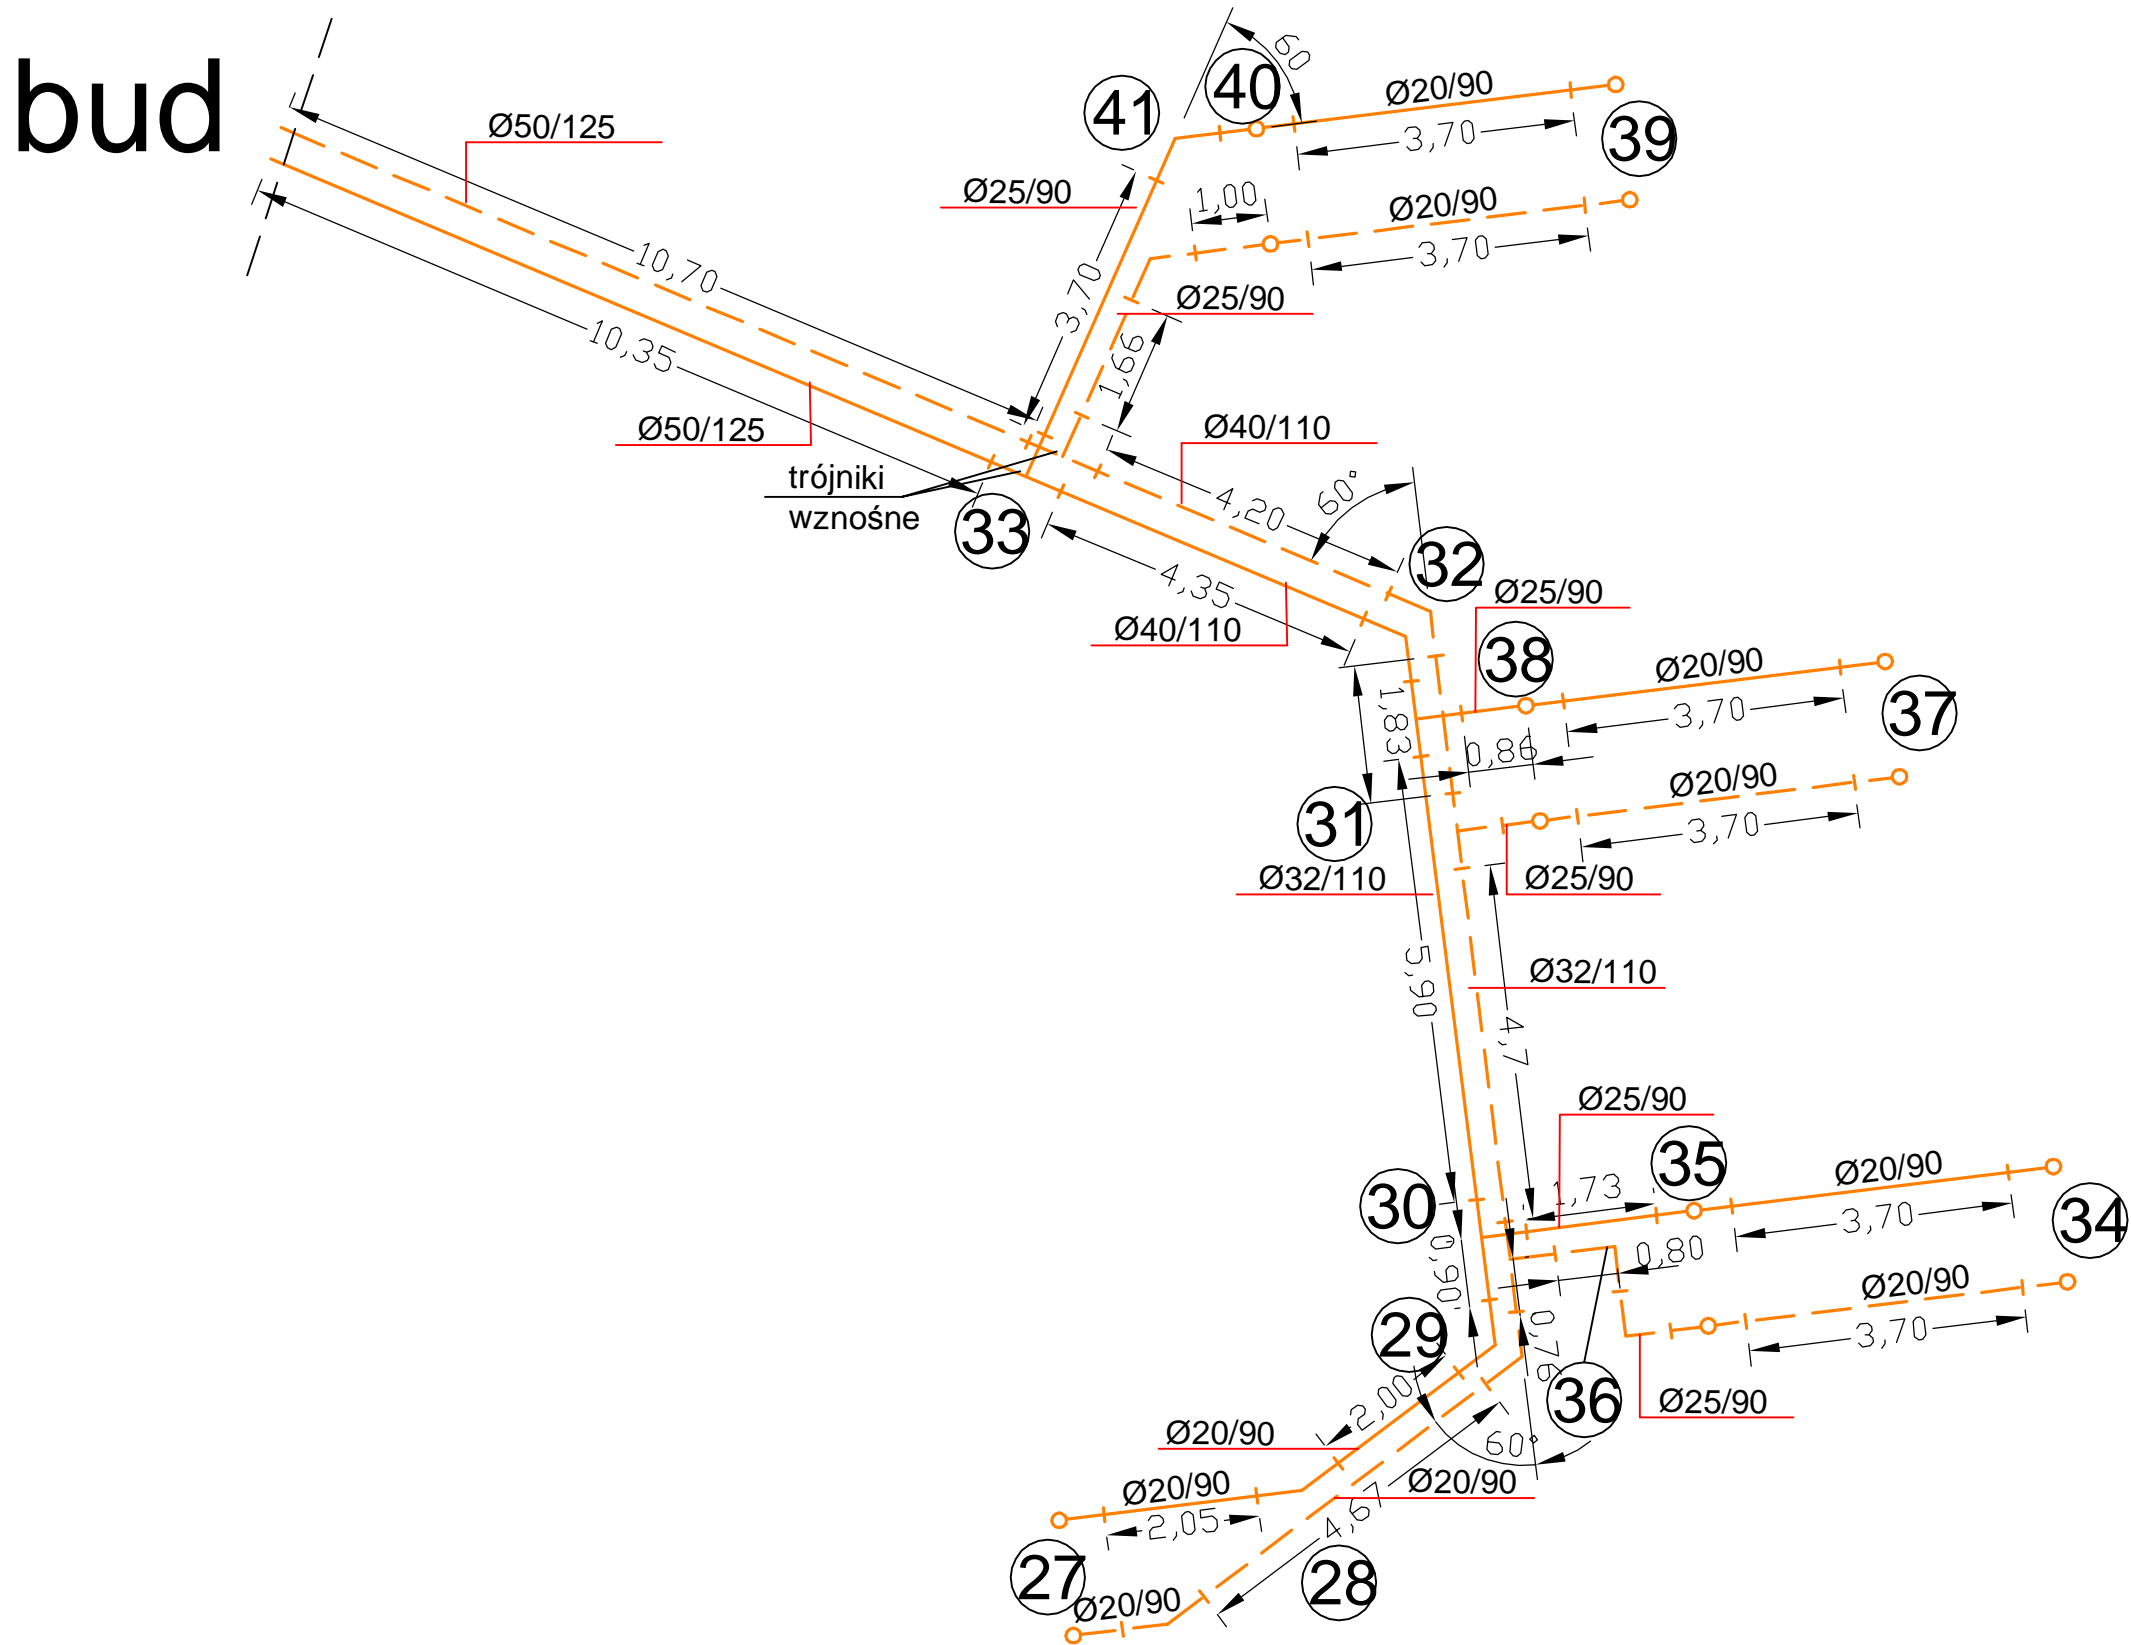 bud
Ø50/125
10,70
10,35
Ø50/125
trójniki
wznośne
33
41
40
60
Ø20/90
3,70
39
Ø25/90
1,00
Ø20/90
3,70
3,70
Ø25/90
1,66
Ø40/110
4,20
60°
32
4,35
Ø40/110
Ø25/90
38
Ø20/90
3,70
37
1,83
0,86
Ø20/90
3,70
31
Ø32/110
Ø25/90
5,90
Ø32/110
4,7
Ø25/90
35
1,73
Ø20/90
3,70
34
30
0,90
0,80
Ø20/90
3,70
29
0,76
36
Ø25/90
2,00
60°
Ø20/90
Ø20/90
Ø20/90
2,05
4,67
27
28
Ø20/90